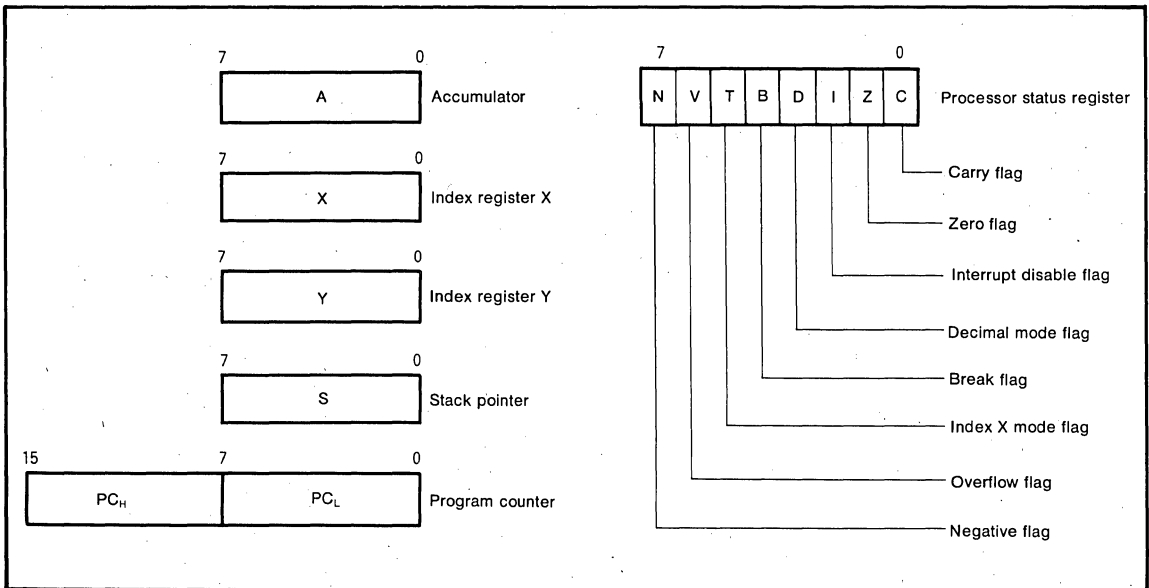 7 0
A Accumulator
7 0
X Index register X
7 0
Y Index register Y
7 0
S Stack pointer
15 7 0
PCH PCL Program counter
7 0
N V T B D I Z C Processor status register
Carry flag
Zero flag
Interrupt disable flag
Decimal mode flag
Break flag
Index X mode flag
Overflow flag
Negative flag